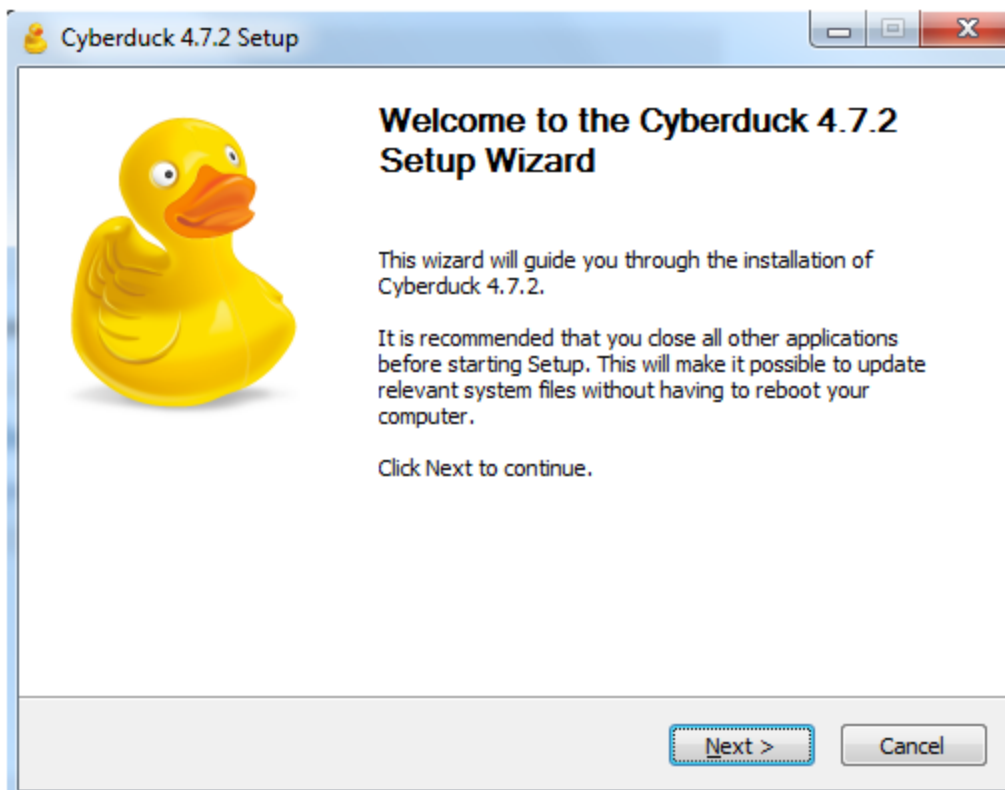 Cyberduck 4.7.2 Setup
Welcome to the Cyberduck 4.7.2
Setup Wizard
This wizard will guide you through the installation of
Cyberduck 4.7.2.
It is recommended that you close all other applications
before starting Setup. This will make it possible to update
relevant system files without having to reboot your
computer.
Click Next to continue.
Next >
Cancel